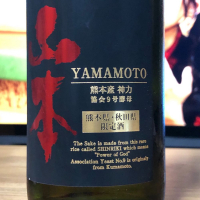 山本
YAMAMOTO
熊本産 神力
協会9号酵母
熊本県・秋田県
限定酒
The Sake is made from this rare
rice called SHINRIKI which means
"Power of God"
Association Yeast No.9 is originally
from Kumamoto.